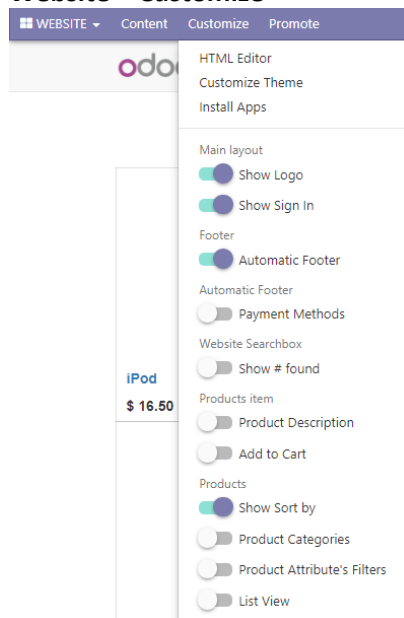 WEBSITE Content Customize Promote
odo
HTML Editor
Customize Theme
Install Apps
Main layout
Show Logo
Show Sign In
Footer
Automatic Footer
Automatic Footer
Payment Methods
Website Searchbox
Show # found
iPod
$ 16.50
Products item
Product Description
Add to Cart
Products
Show Sort by
Product Categories
Product Attribute's Filters
List View